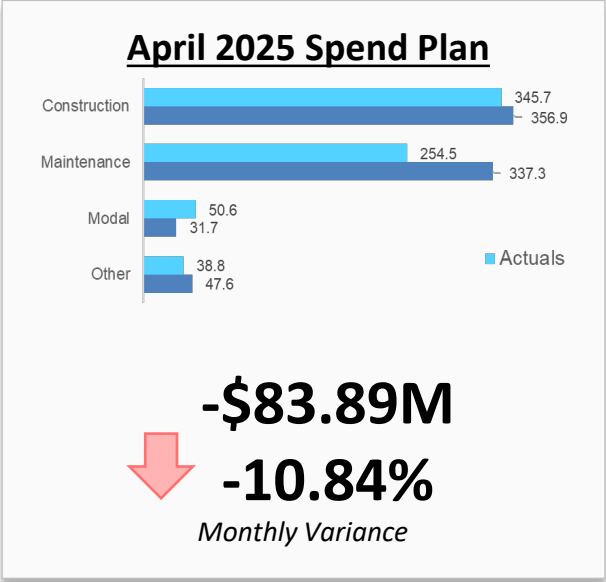 April 2025 Spend Plan
Construction
345.7
356.9
Maintenance
254.5
337.3
Modal
50.6
31.7
Other
38.8
47.6
Actuals
-$83.89M
-10.84%
Monthly Variance